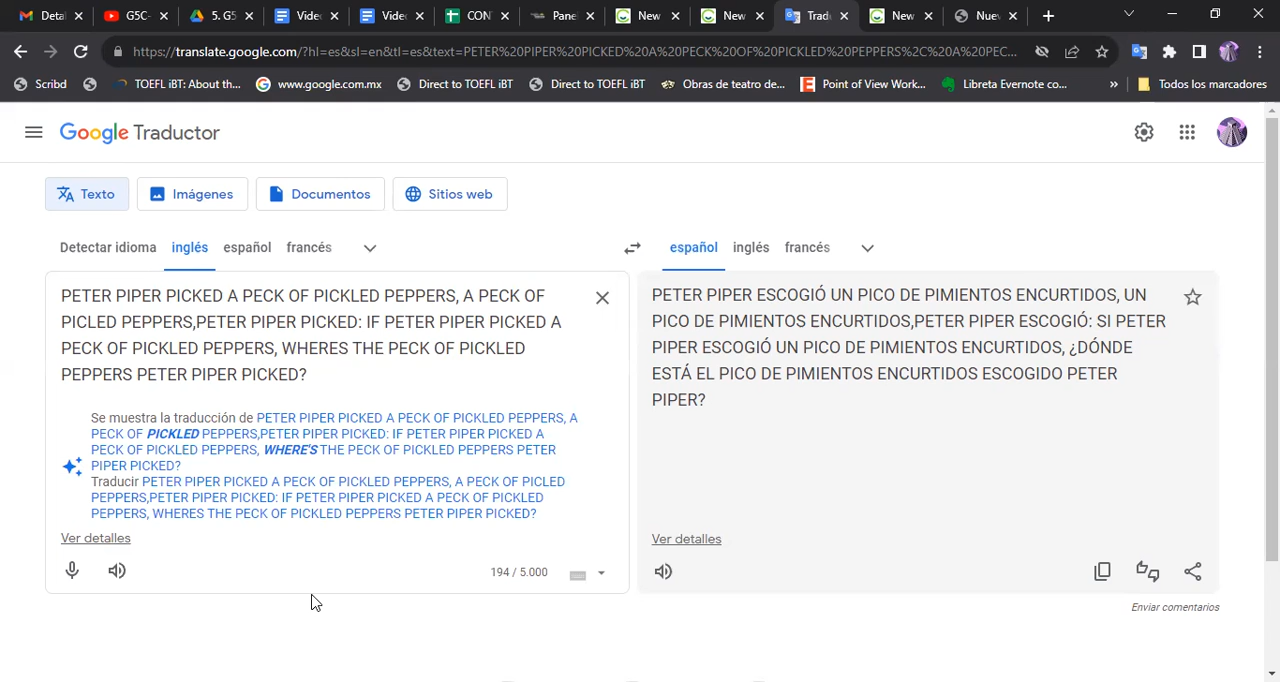 Detal
G5C-
5. G5
Vide
Vide
CON
Pane
New
New
Trad
New
Nue
https://translate.google.com/?hl=es&sl=en&tl=es&text=PETER%20PIPER%20PICKED%20A%20PECK%20OF%20PICKLED%20PEPPERS%2C%20A%20PEC...
Scribd
TOEFL iBT: About th...
www.google.com.mx
Direct to TOEFL iBT
Direct to TOEFL iBT
Obras de teatro de...
Point of View Work...
Libreta Evernote co...
»
Todos los marcadores
Google Traductor
Texto
Imágenes
Documentos
Sitios web
Detectar idioma
inglés
español
francés
español
inglés
francés
PETER PIPER PICKED A PECK OF PICKLED PEPPERS, A PECK OF
PICLED PEPPERS,PETER PIPER PICKED: IF PETER PIPER PICKED A
PECK OF PICKLED PEPPERS, WHERES THE PECK OF PICKLED
PEPPERS PETER PIPER PICKED?
Se muestra la traducción de PETER PIPER PICKED A PECK OF PICKLED PEPPERS, A
PECK OF PICKLED PEPPERS,PETER PIPER PICKED: IF PETER PIPER PICKED A
PECK OF PICKLED PEPPERS, WHERE'S THE PECK OF PICKLED PEPPERS PETER
PIPER PICKED?
Traducir PETER PIPER PICKED A PECK OF PICKLED PEPPERS, A PECK OF PICLED
PEPPERS,PETER PIPER PICKED: IF PETER PIPER PICKED A PECK OF PICKLED
PEPPERS, WHERES THE PECK OF PICKLED PEPPERS PETER PIPER PICKED?
Ver detalles
194 / 5.000
PETER PIPER ESCOGIÓ UN PICO DE PIMIENTOS ENCURTIDOS, UN
PICO DE PIMIENTOS ENCURTIDOS,PETER PIPER ESCOGIÓ: SI PETER
PIPER ESCOGIÓ UN PICO DE PIMIENTOS ENCURTIDOS, ¿DÓNDE
ESTÁ EL PICO DE PIMIENTOS ENCURTIDOS ESCOGIDO PETER
PIPER?
Ver detalles
Enviar comentarios